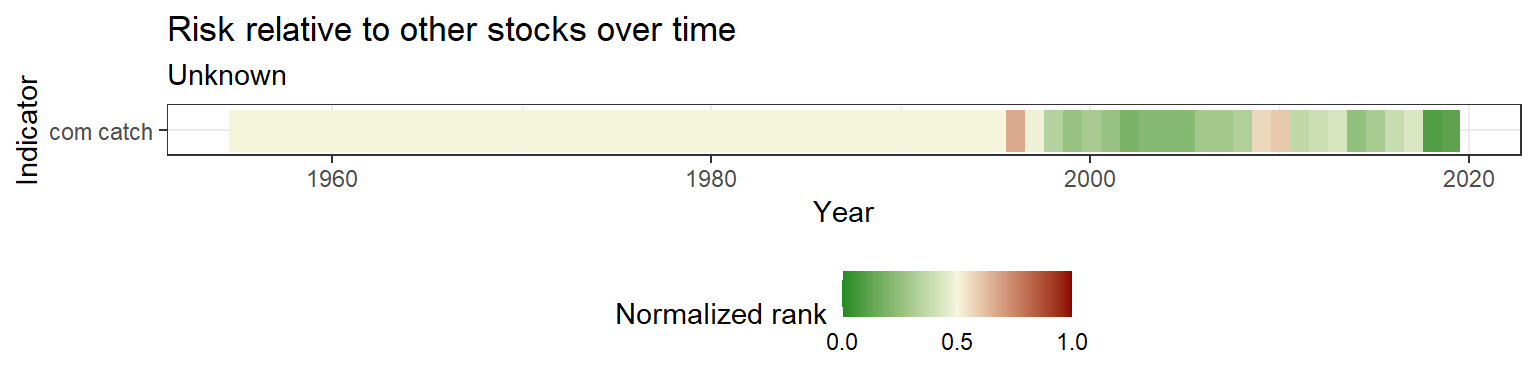 Risk relative to other stocks over time
Unknown
Indicator
com catch
1960 1980 2000 2020
Year
Normalized rank
0.0 0.5 1.0